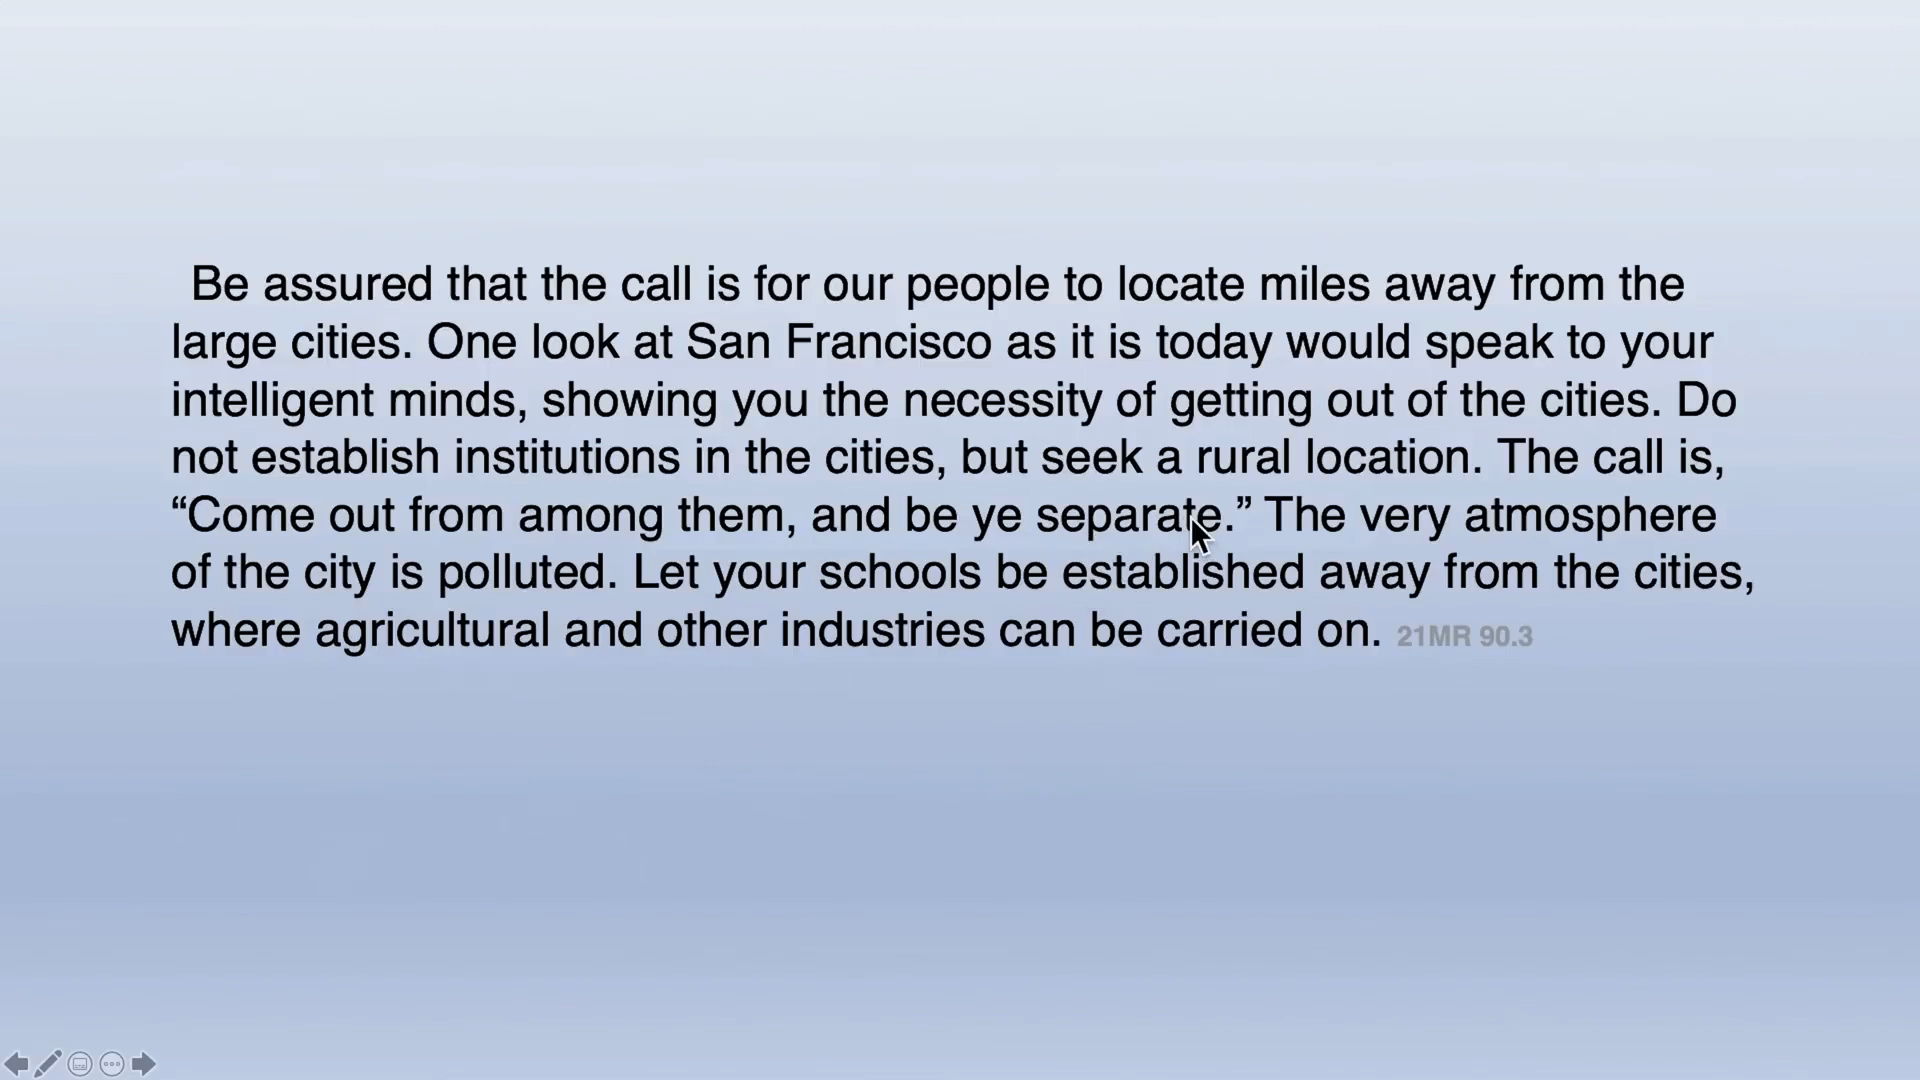 Be assured that the call is for our people to locate miles away from the
large cities. One look at San Francisco as it is today would speak to your
intelligent minds, showing you the necessity of getting out of the cities. Do
not establish institutions in the cities, but seek a rural location. The call is,
“Come out from among them, and be ye separate.” The very atmosphere
of the city is polluted. Let your schools be established away from the cities,
where agricultural and other industries can be carried on. 21MR 90.3